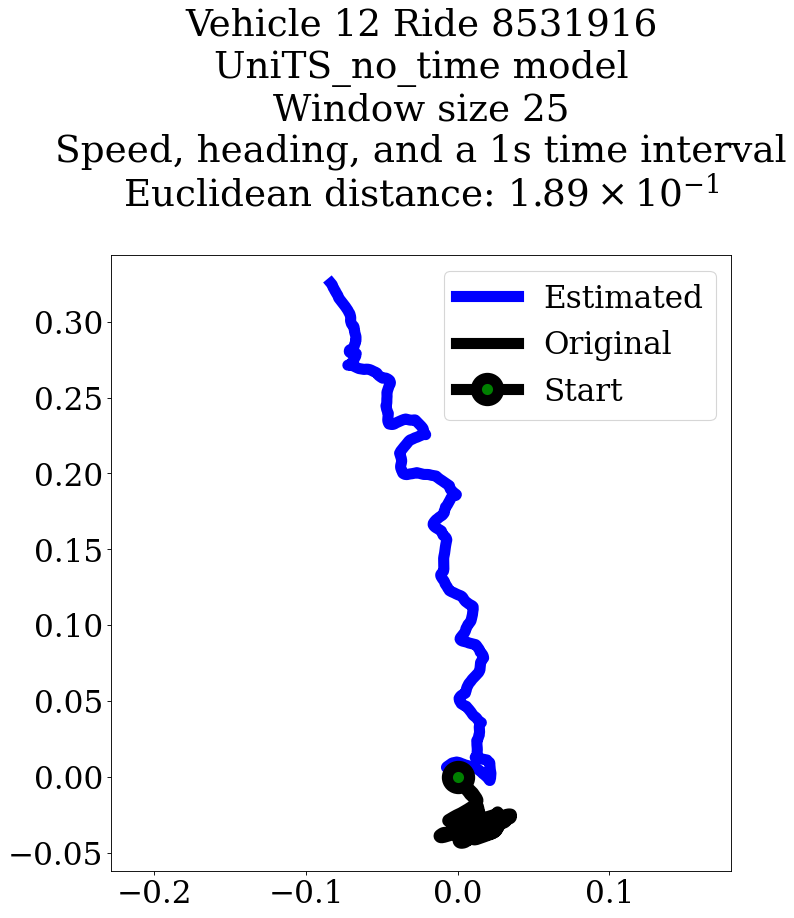 Vehicle 12 Ride 8531916
UniTS_no_time model
Window size 25
Speed, heading, and a 1s time interval
Euclidean distance: 1.89 × 10⁻¹
Estimated
Original
Start
0.30
0.25
0.20
0.15
0.10
0.05
0.00
−0.05
−0.2
−0.1
0.0
0.1